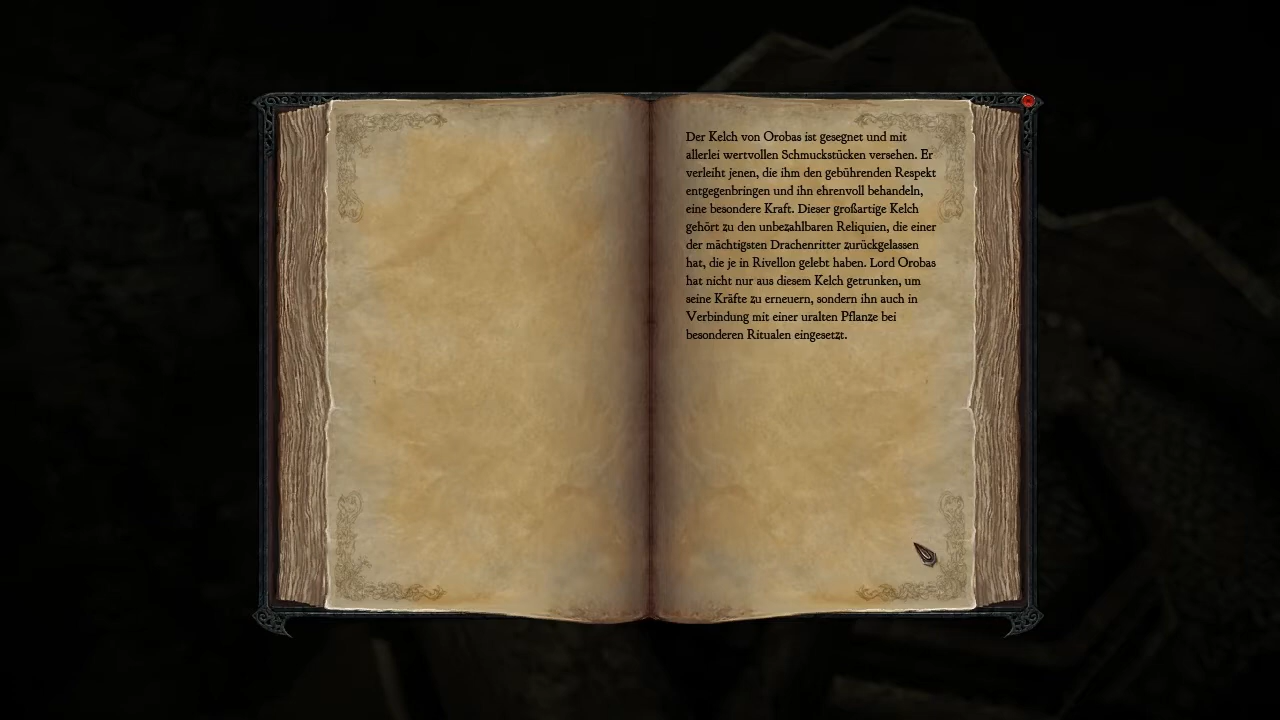 Der Kelch von Orobas ist gesegnet und mit
allerlei wertvollen Schmuckstücken versehen. Er
verleiht jenen, die ihm den gebührenden Respekt
entgegenbringen und ihn ehrenvoll behandeln,
eine besondere Kraft. Dieser großartige Kelch
gehört zu den unbezahlbaren Reliquien, die einer
der mächtigsten Drachenritter zurückgelassen
hat, die je in Rivellon gelebt haben. Lord Orobas
hat nicht nur aus diesem Kelch getrunken, um
seine Kräfte zu erneuern, sondern ihn auch in
Verbindung mit einer uralten Pflanze bei
besonderen Ritualen eingesetzt.